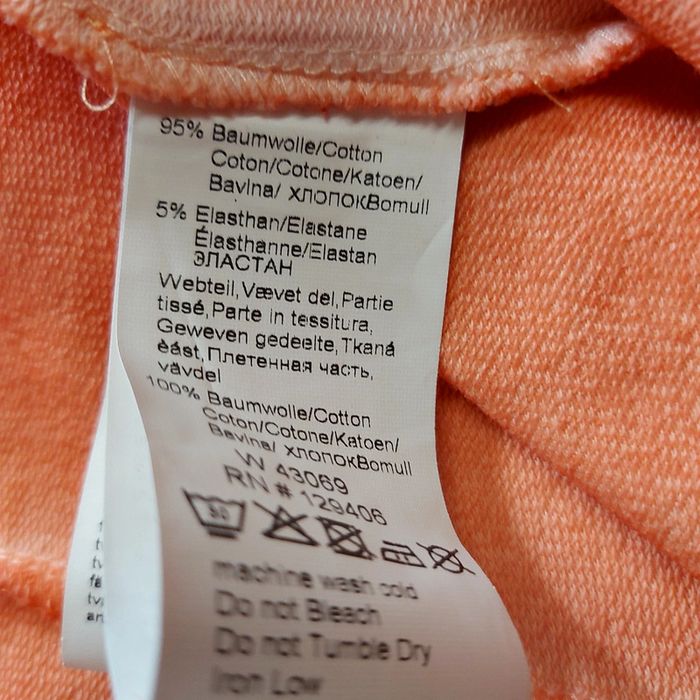 95% Baumwolle/Cotton
Coton/Cotone/Katoen/
Bavlna/ ХЛОПОКBomull
5% Elasthan/Elastane
Élasthanne/Elastan
ЭЛАСТАН
Webteil,Vævet del,Partie
tissé,Parte in tessitura,
Geweven gedeelte,Tkaná
èást,Плетенная часть,
vävdel
100% Baumwolle/Cotton
Coton/Cotone/Katoen/
Bavlna/ ХЛОПОКBomull
W 43069
RN # 129406
30
machine wash cold
Do not Bleach
Do not Tumble Dry
Iron Low